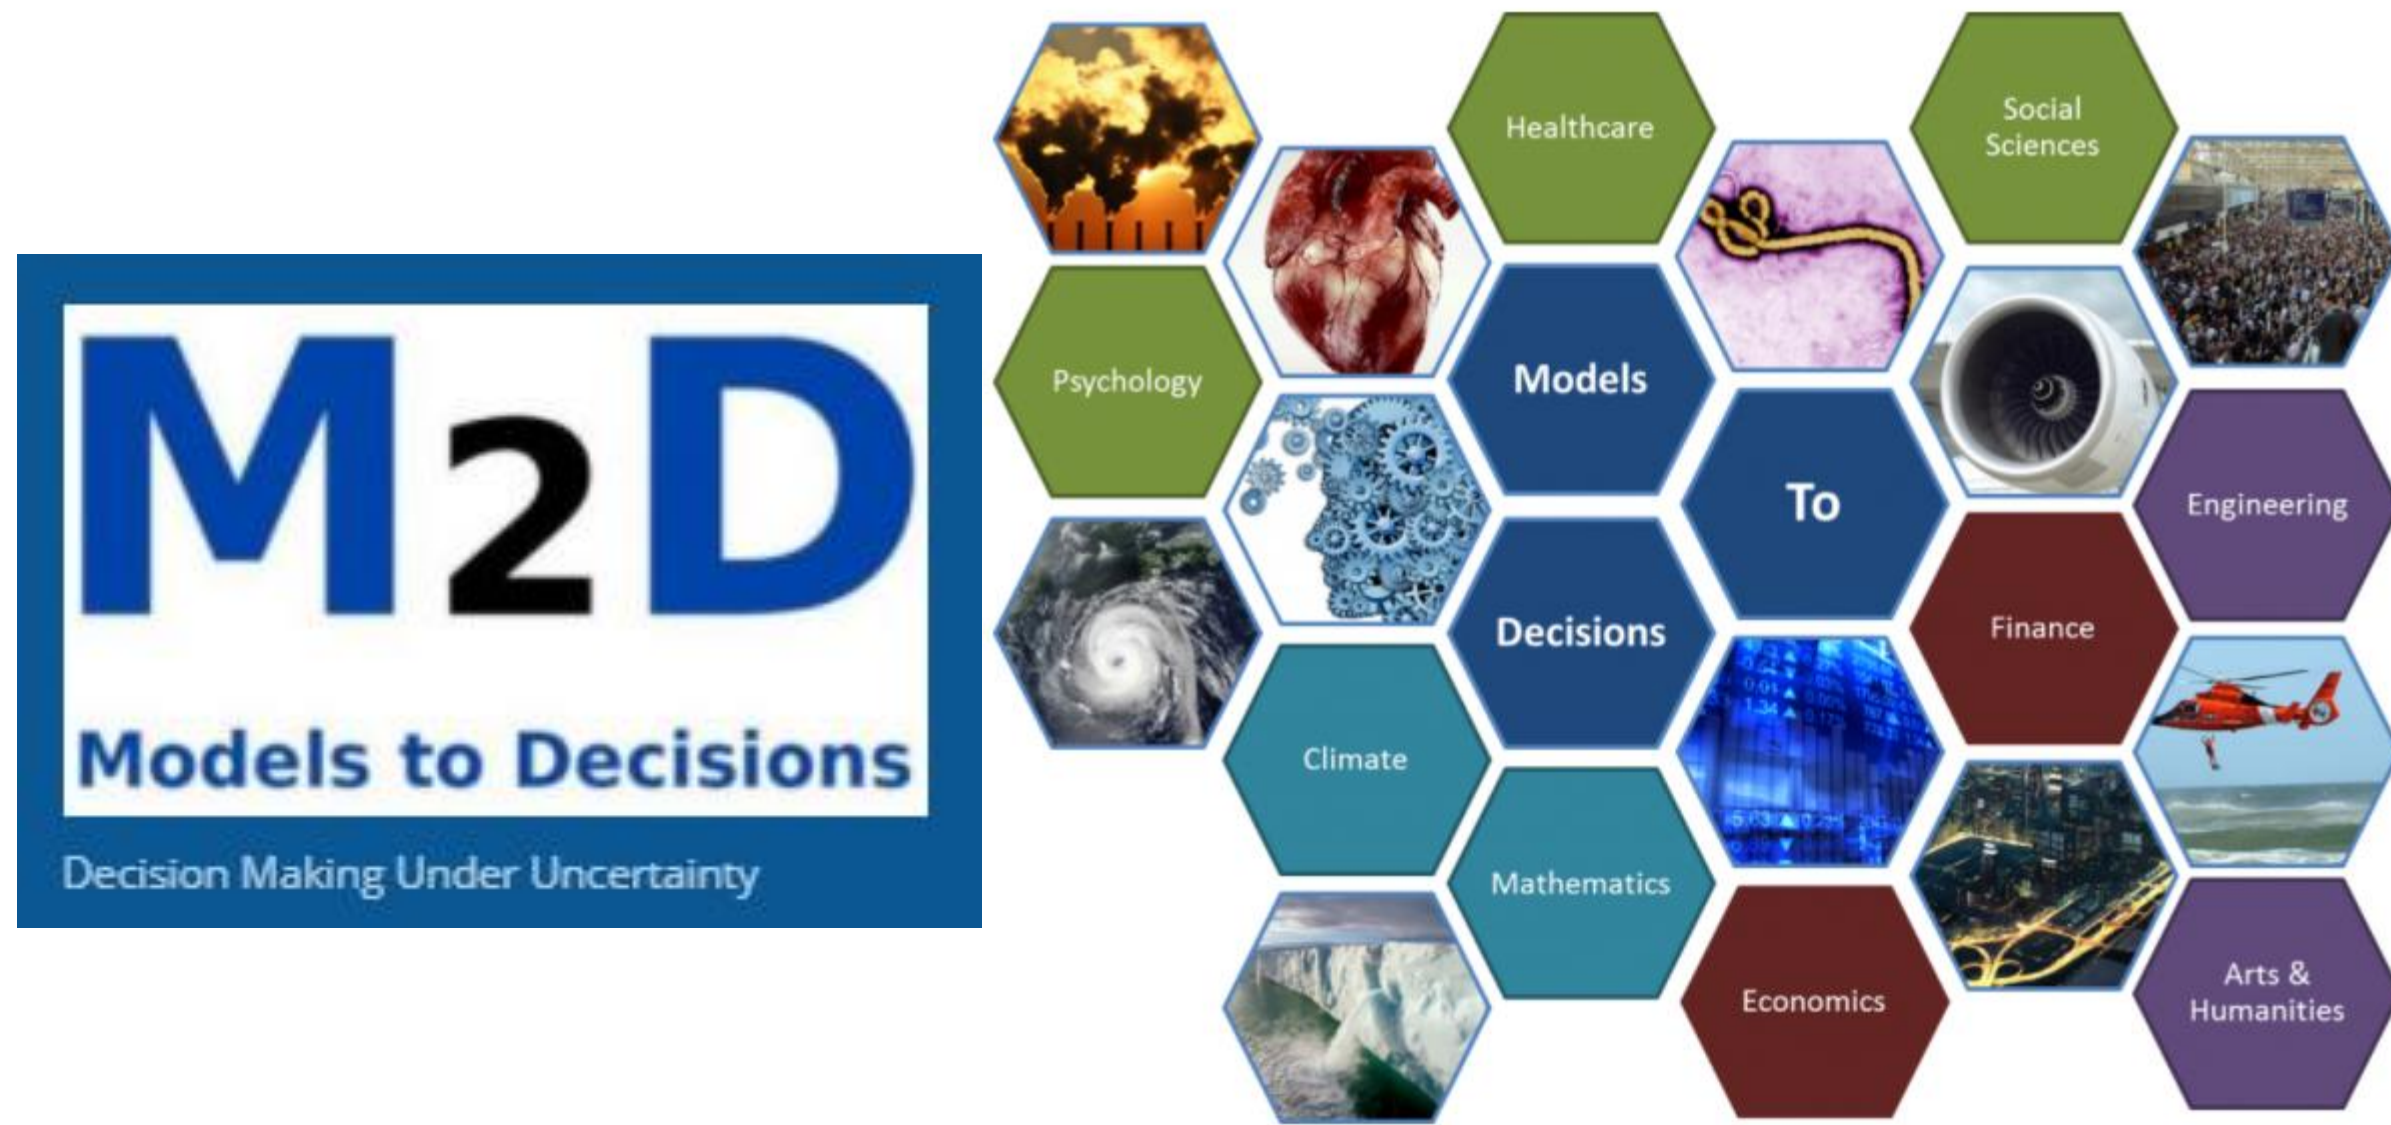 M2D
Models to Decisions
Decision Making Under Uncertainty
Healthcare
Social
Sciences
Psychology
Models
To
Engineering
Decisions
Finance
Climate
Mathematics
Economics
Arts &
Humanities